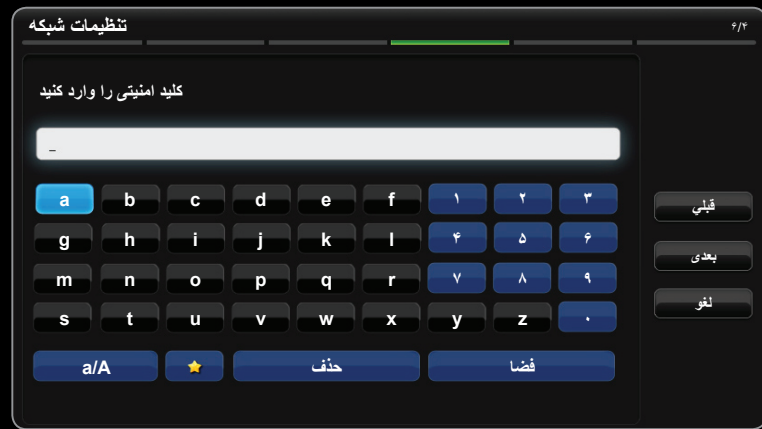 تنظیمات شبکه
۶/۴
کلید امنیتی را وارد کنید
_
a b c d e f ۱ ۲ ۳
g h i j k l ۴ ۵ ۶
m n o p q r ۷ ۸ ۹
s t u v w x y z ۰
a/A حذف فضا
قبلي
بعدی
لغو